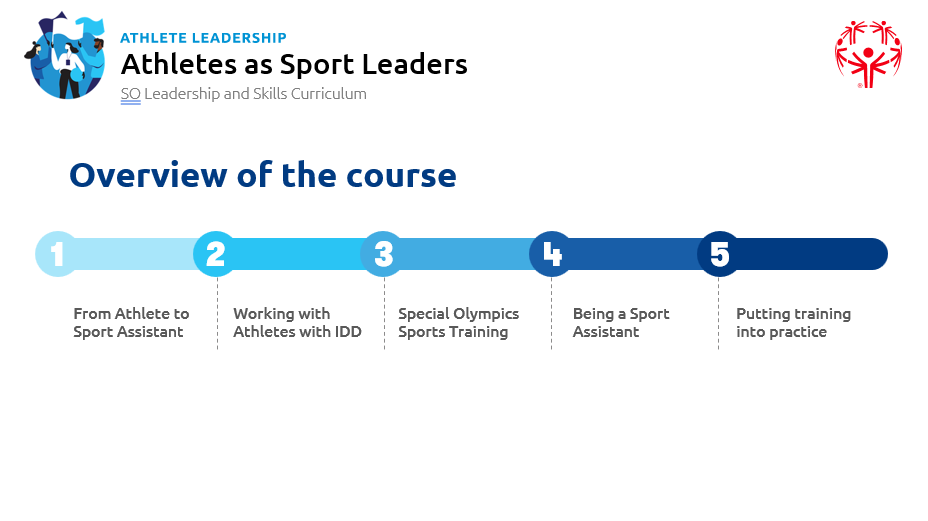 ATHLETE LEADERSHIP
Athletes as Sport Leaders
SO Leadership and Skills Curriculum
®
Overview of the course
1
2
3
4
5
From Athlete to
Sport Assistant
Working with
Athletes with IDD
Special Olympics
Sports Training
Being a Sport
Assistant
Putting training
into practice